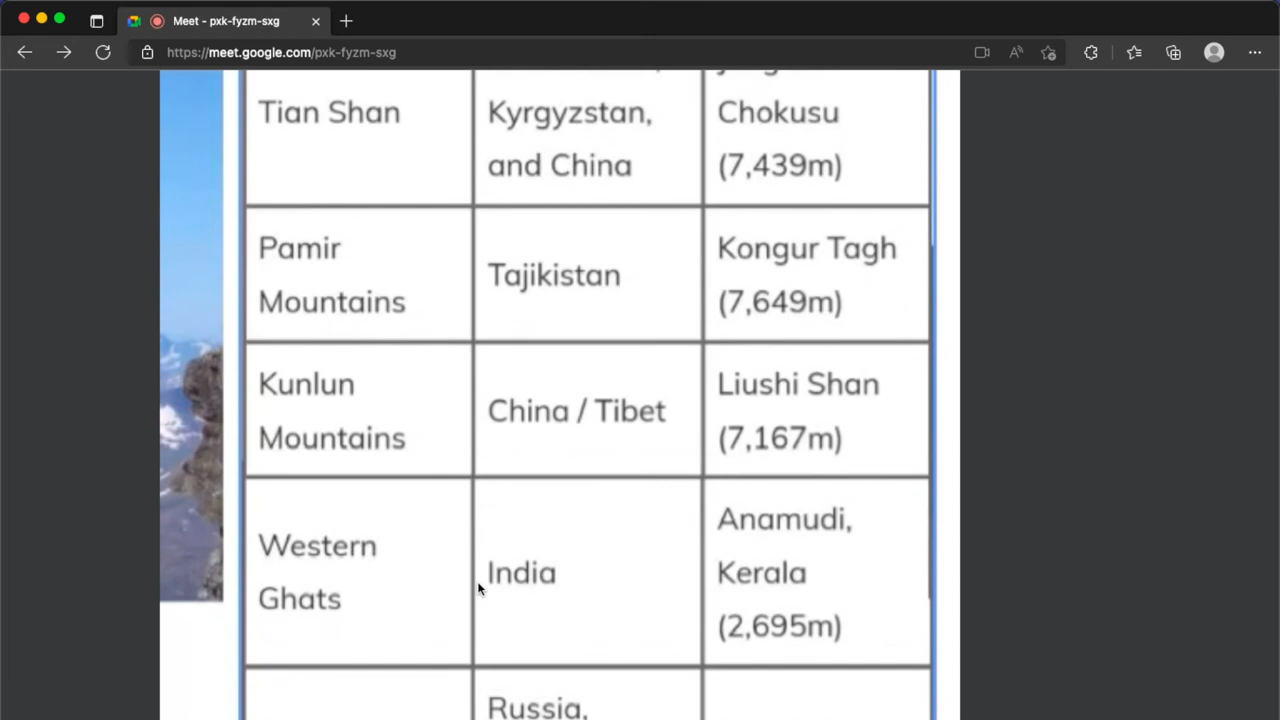 Meet - pxk-fyzm-sxg
https://meet.google.com/pxk-fyzm-sxg
Tian Shan
Kyrgyzstan,
and China
Chokusu
(7,439m)
Pamir
Mountains
Tajikistan
Kongur Tagh
(7,649m)
Kunlun
Mountains
China / Tibet
Liushi Shan
(7,167m)
Western
Ghats
India
Anamudi,
Kerala
(2,695m)
Russia,